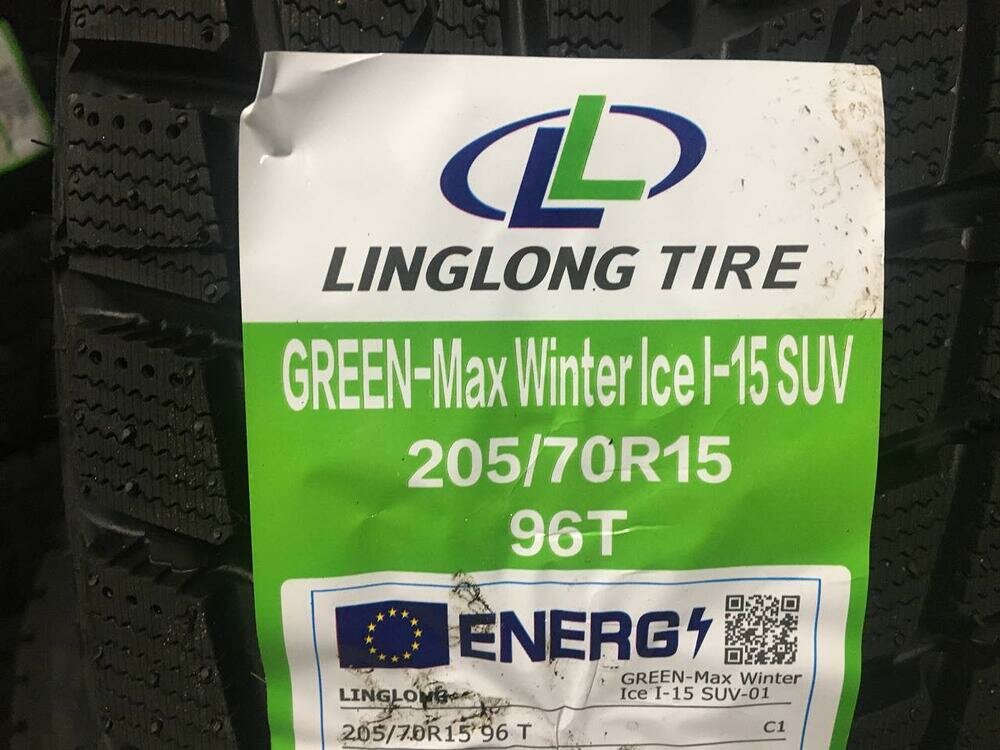 LL
LINGLONG TIRE
GREEN-Max Winter Ice I-15 SUV
205/70R15
96T
ENERG
LINGLONG
GREEN-Max Winter
Ice I-15 SUV-01
205/70R15 96 T
C1